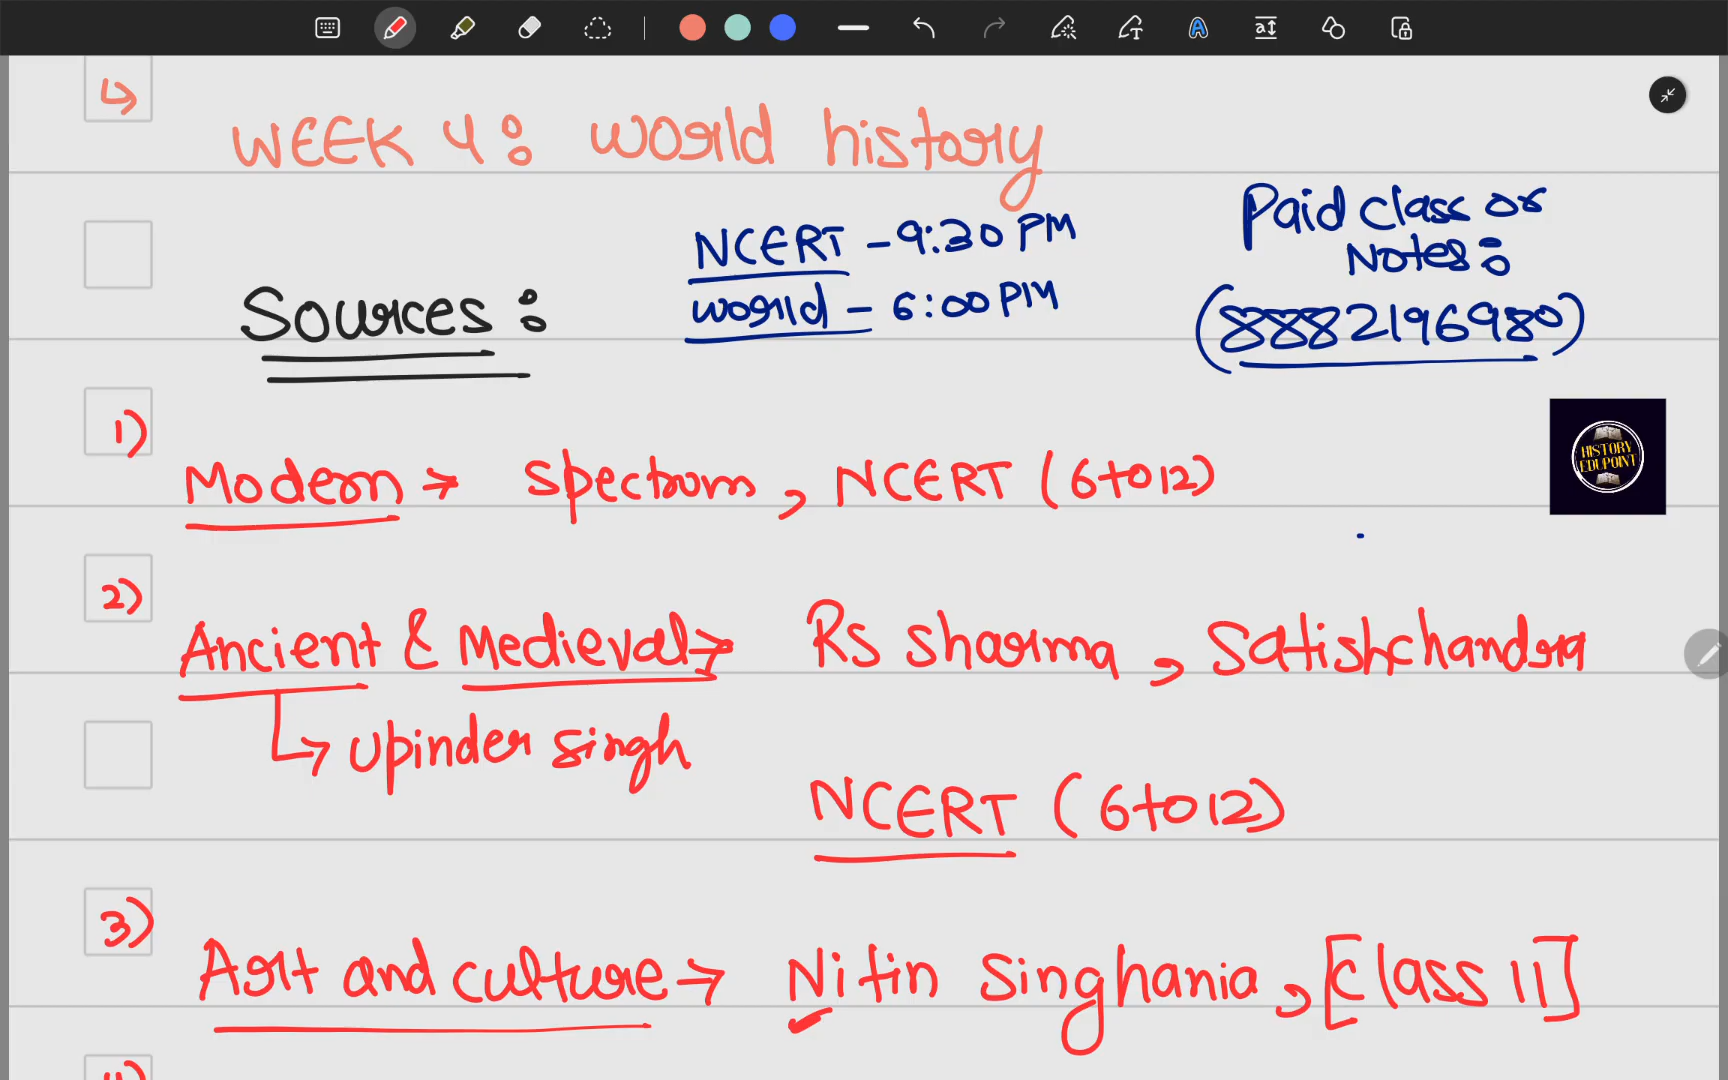 WEEK 4: World history
NCERT - 9:30 PM
World - 6:00 PM
Paid class or
Notes:
(8882196980)
Sources:
1)
Modern → Spectrum, NCERT (6 to 12)
HISTORY
EDUPOINT
2)
Ancient & Medieval → RS Sharma, Satishchandra
↳ Upinder singh
NCERT (6 to 12)
3)
Art and culture → Nitin Singhania, [Class 11]
4)